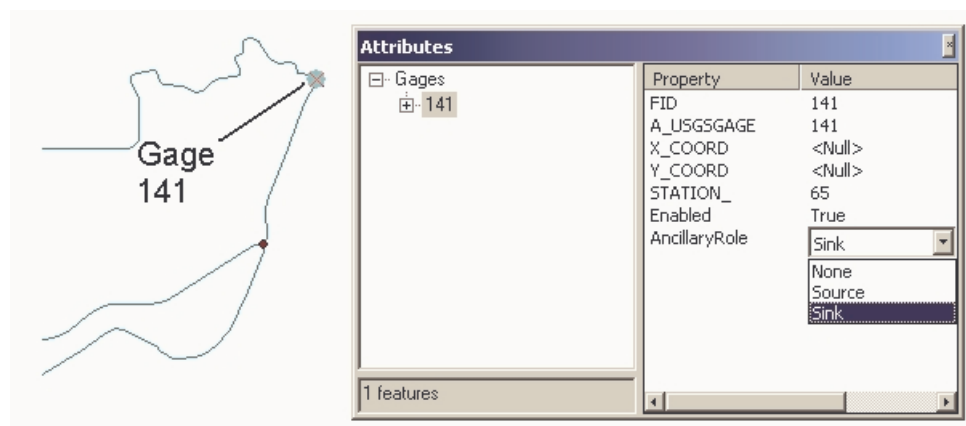 Gage
141
Attributes
Gages
141
1 features
Property Value
FID 141
A_USGSGAGE 141
X_COORD <Null>
Y_COORD <Null>
STATION_ 65
Enabled True
AncillaryRole Sink
None
Source
Sink